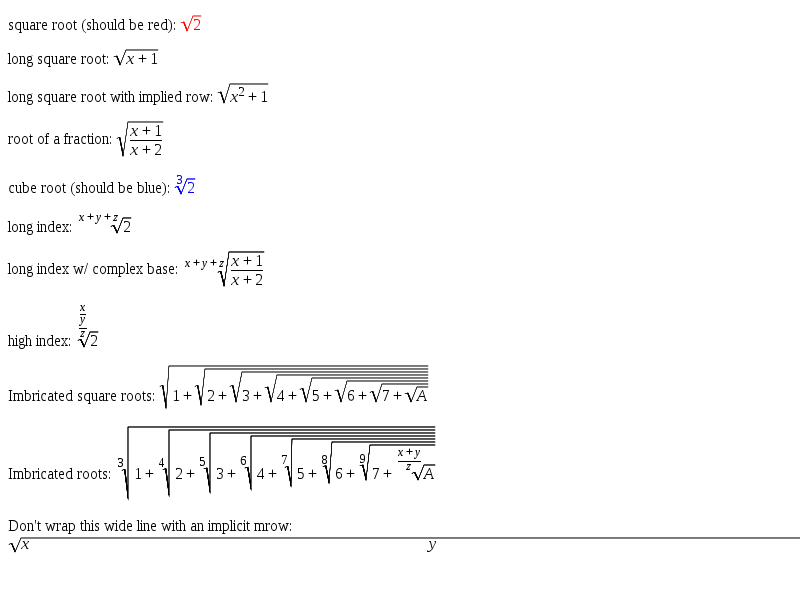 square root (should be red): √2
long square root: √(x + 1)
long square root with implied row: √(x² + 1)
root of a fraction: √((x + 1)/(x + 2))
cube root (should be blue): ∛2
long index: ˣ⁺ʸ⁺ᶻ√2
long index w/ complex base: ˣ⁺ʸ⁺ᶻ√((x + 1)/(x + 2))
high index: x/y/z√2
Imbricated square roots: √(1 + √(2 + √(3 + √(4 + √(5 + √(6 + √(7 + √A)))))))
Imbricated roots: ³√(1 + ⁴√(2 + ⁵√(3 + ⁶√(4 + ⁷√(5 + ⁸√(6 + ⁹√(7 + (x + y)/z√A)))))))
Don't wrap this wide line with an implicit mrow:
√x y